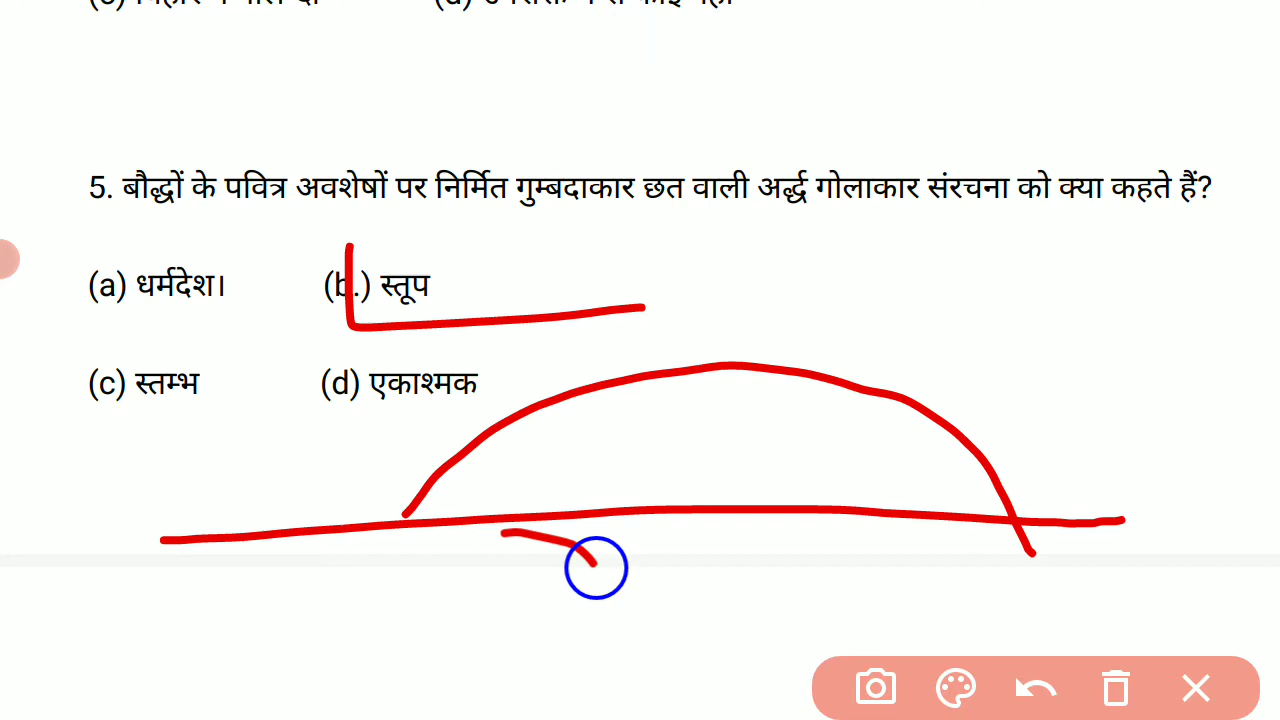 5. बौद्धों के पवित्र अवशेषों पर निर्मित गुम्बदाकार छत वाली अर्द्ध गोलाकार संरचना को क्या कहते हैं?
(a) धर्मदेश। (b.) स्तूप
(c) स्तम्भ (d) एकाश्मक